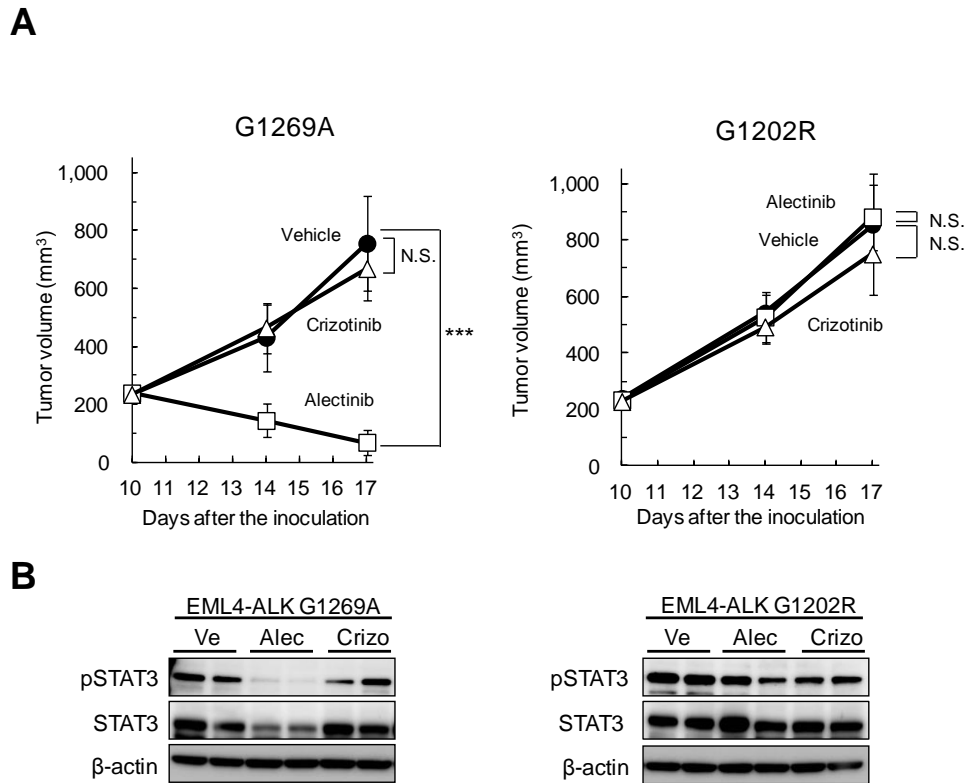 A
G1269A
1,000
800
600
400
200
0
Tumor volume (mm³)
Vehicle
N.S.
Crizotinib
***
Alectinib
10 11 12 13 14 15 16 17
Days after the inoculation
G1202R
1,000
800
600
400
200
0
Tumor volume (mm³)
Alectinib
N.S.
Vehicle
N.S.
Crizotinib
10 11 12 13 14 15 16 17
Days after the inoculation
B
EML4-ALK G1269A
Ve Alec Crizo
pSTAT3
STAT3
β-actin
EML4-ALK G1202R
Ve Alec Crizo
pSTAT3
STAT3
β-actin